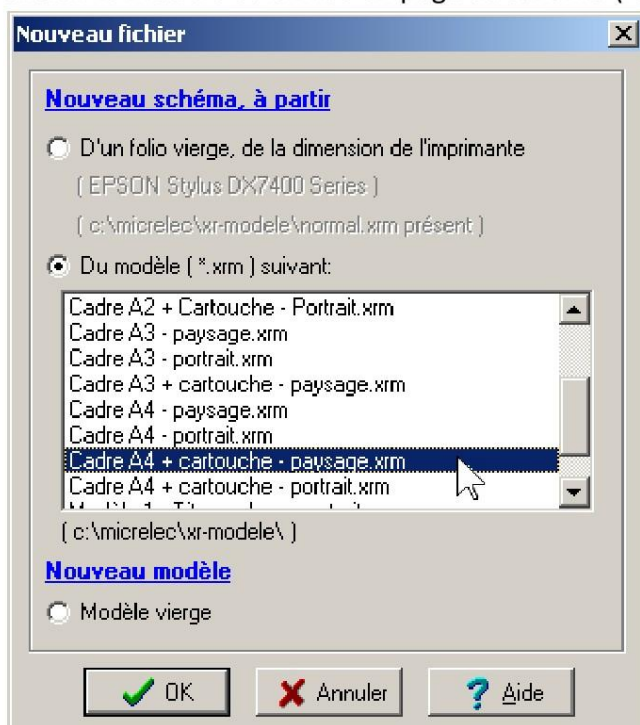 Nouveau fichier
Nouveau schéma, à partir
D'un folio vierge, de la dimension de l'imprimante
( EPSON Stylus DX7400 Series )
( c:\micrelec\xr-modele\normal.xrm présent )
Du modèle ( *.xrm ) suivant:
Cadre A2 + Cartouche - Portrait.xrm
Cadre A3 - paysage.xrm
Cadre A3 - portrait.xrm
Cadre A3 + cartouche - paysage.xrm
Cadre A4 - paysage.xrm
Cadre A4 - portrait.xrm
Cadre A4 + cartouche - paysage.xrm
Cadre A4 + cartouche - portrait.xrm
( c:\micrelec\xr-modele\ )
Nouveau modèle
Modèle vierge
OK
Annuler
Aide